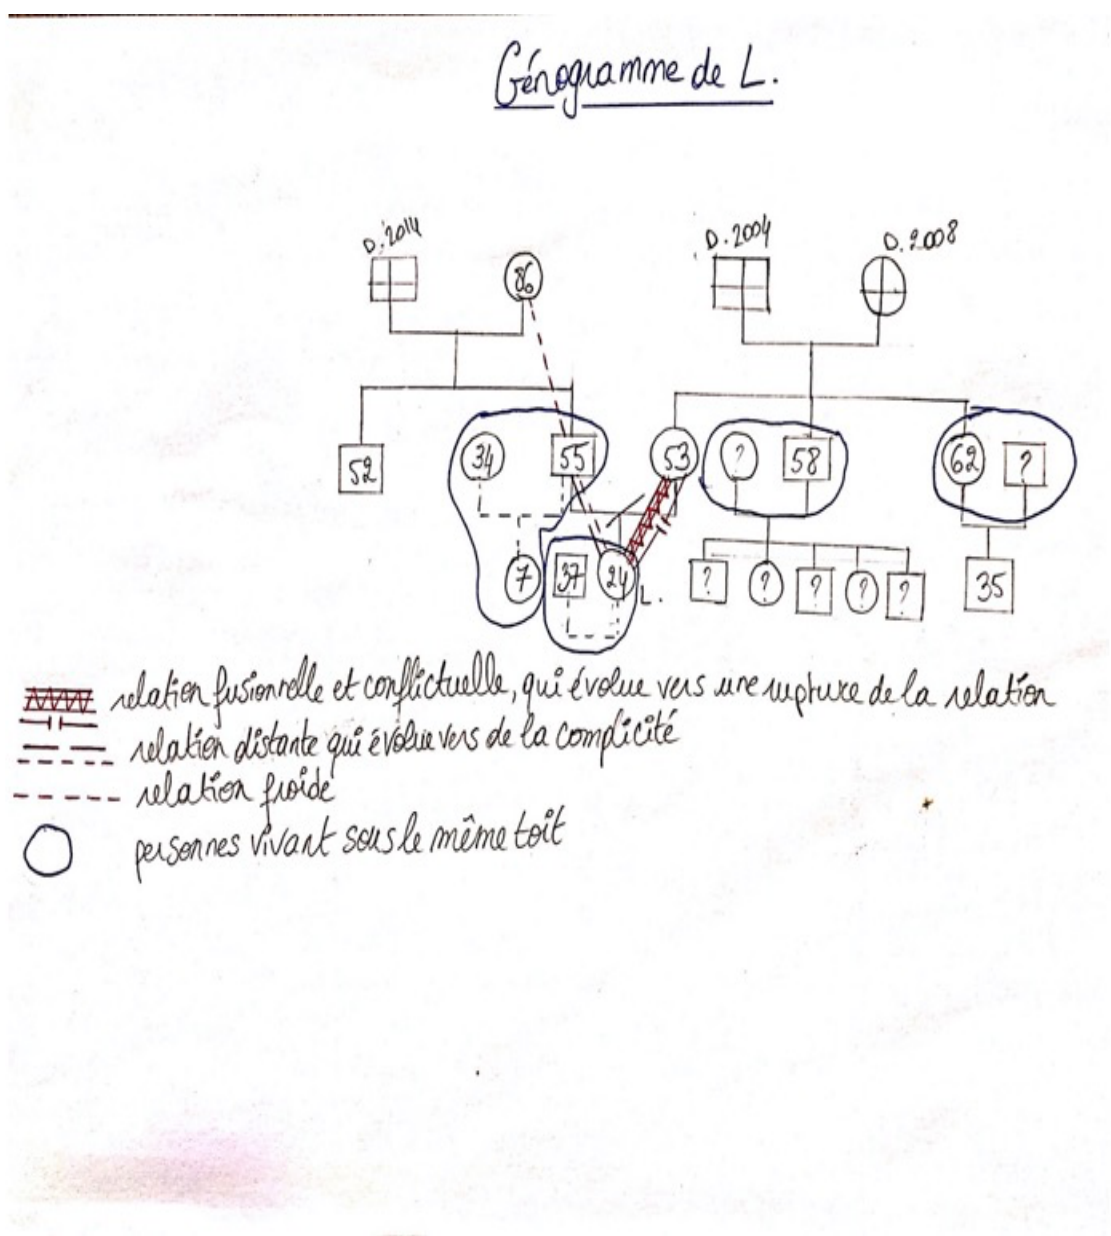 Génogramme de L.
D. 2014
D. 2004
D. 2008
86
34 55 53 ? 58 62 ?
52
7 37 24 L. ? ? ? ? ? 35
relation fusionnelle et conflictuelle, qui évolue vers une rupture de la relation
relation distante qui évolue vers de la complicité
relation froide
personnes vivant sous le même toit